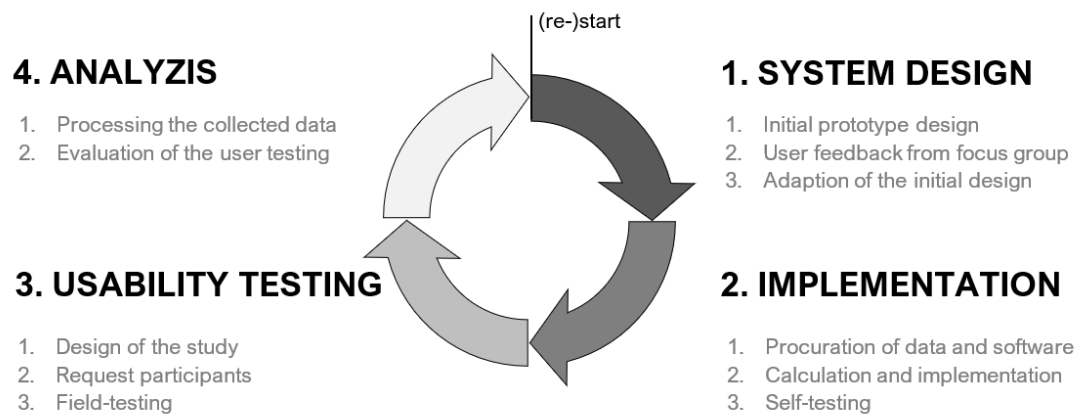 (re-)start
1. SYSTEM DESIGN
1. Initial prototype design
2. User feedback from focus group
3. Adaption of the initial design
2. IMPLEMENTATION
1. Procuration of data and software
2. Calculation and implementation
3. Self-testing
3. USABILITY TESTING
1. Design of the study
2. Request participants
3. Field-testing
4. ANALYZIS
1. Processing the collected data
2. Evaluation of the user testing